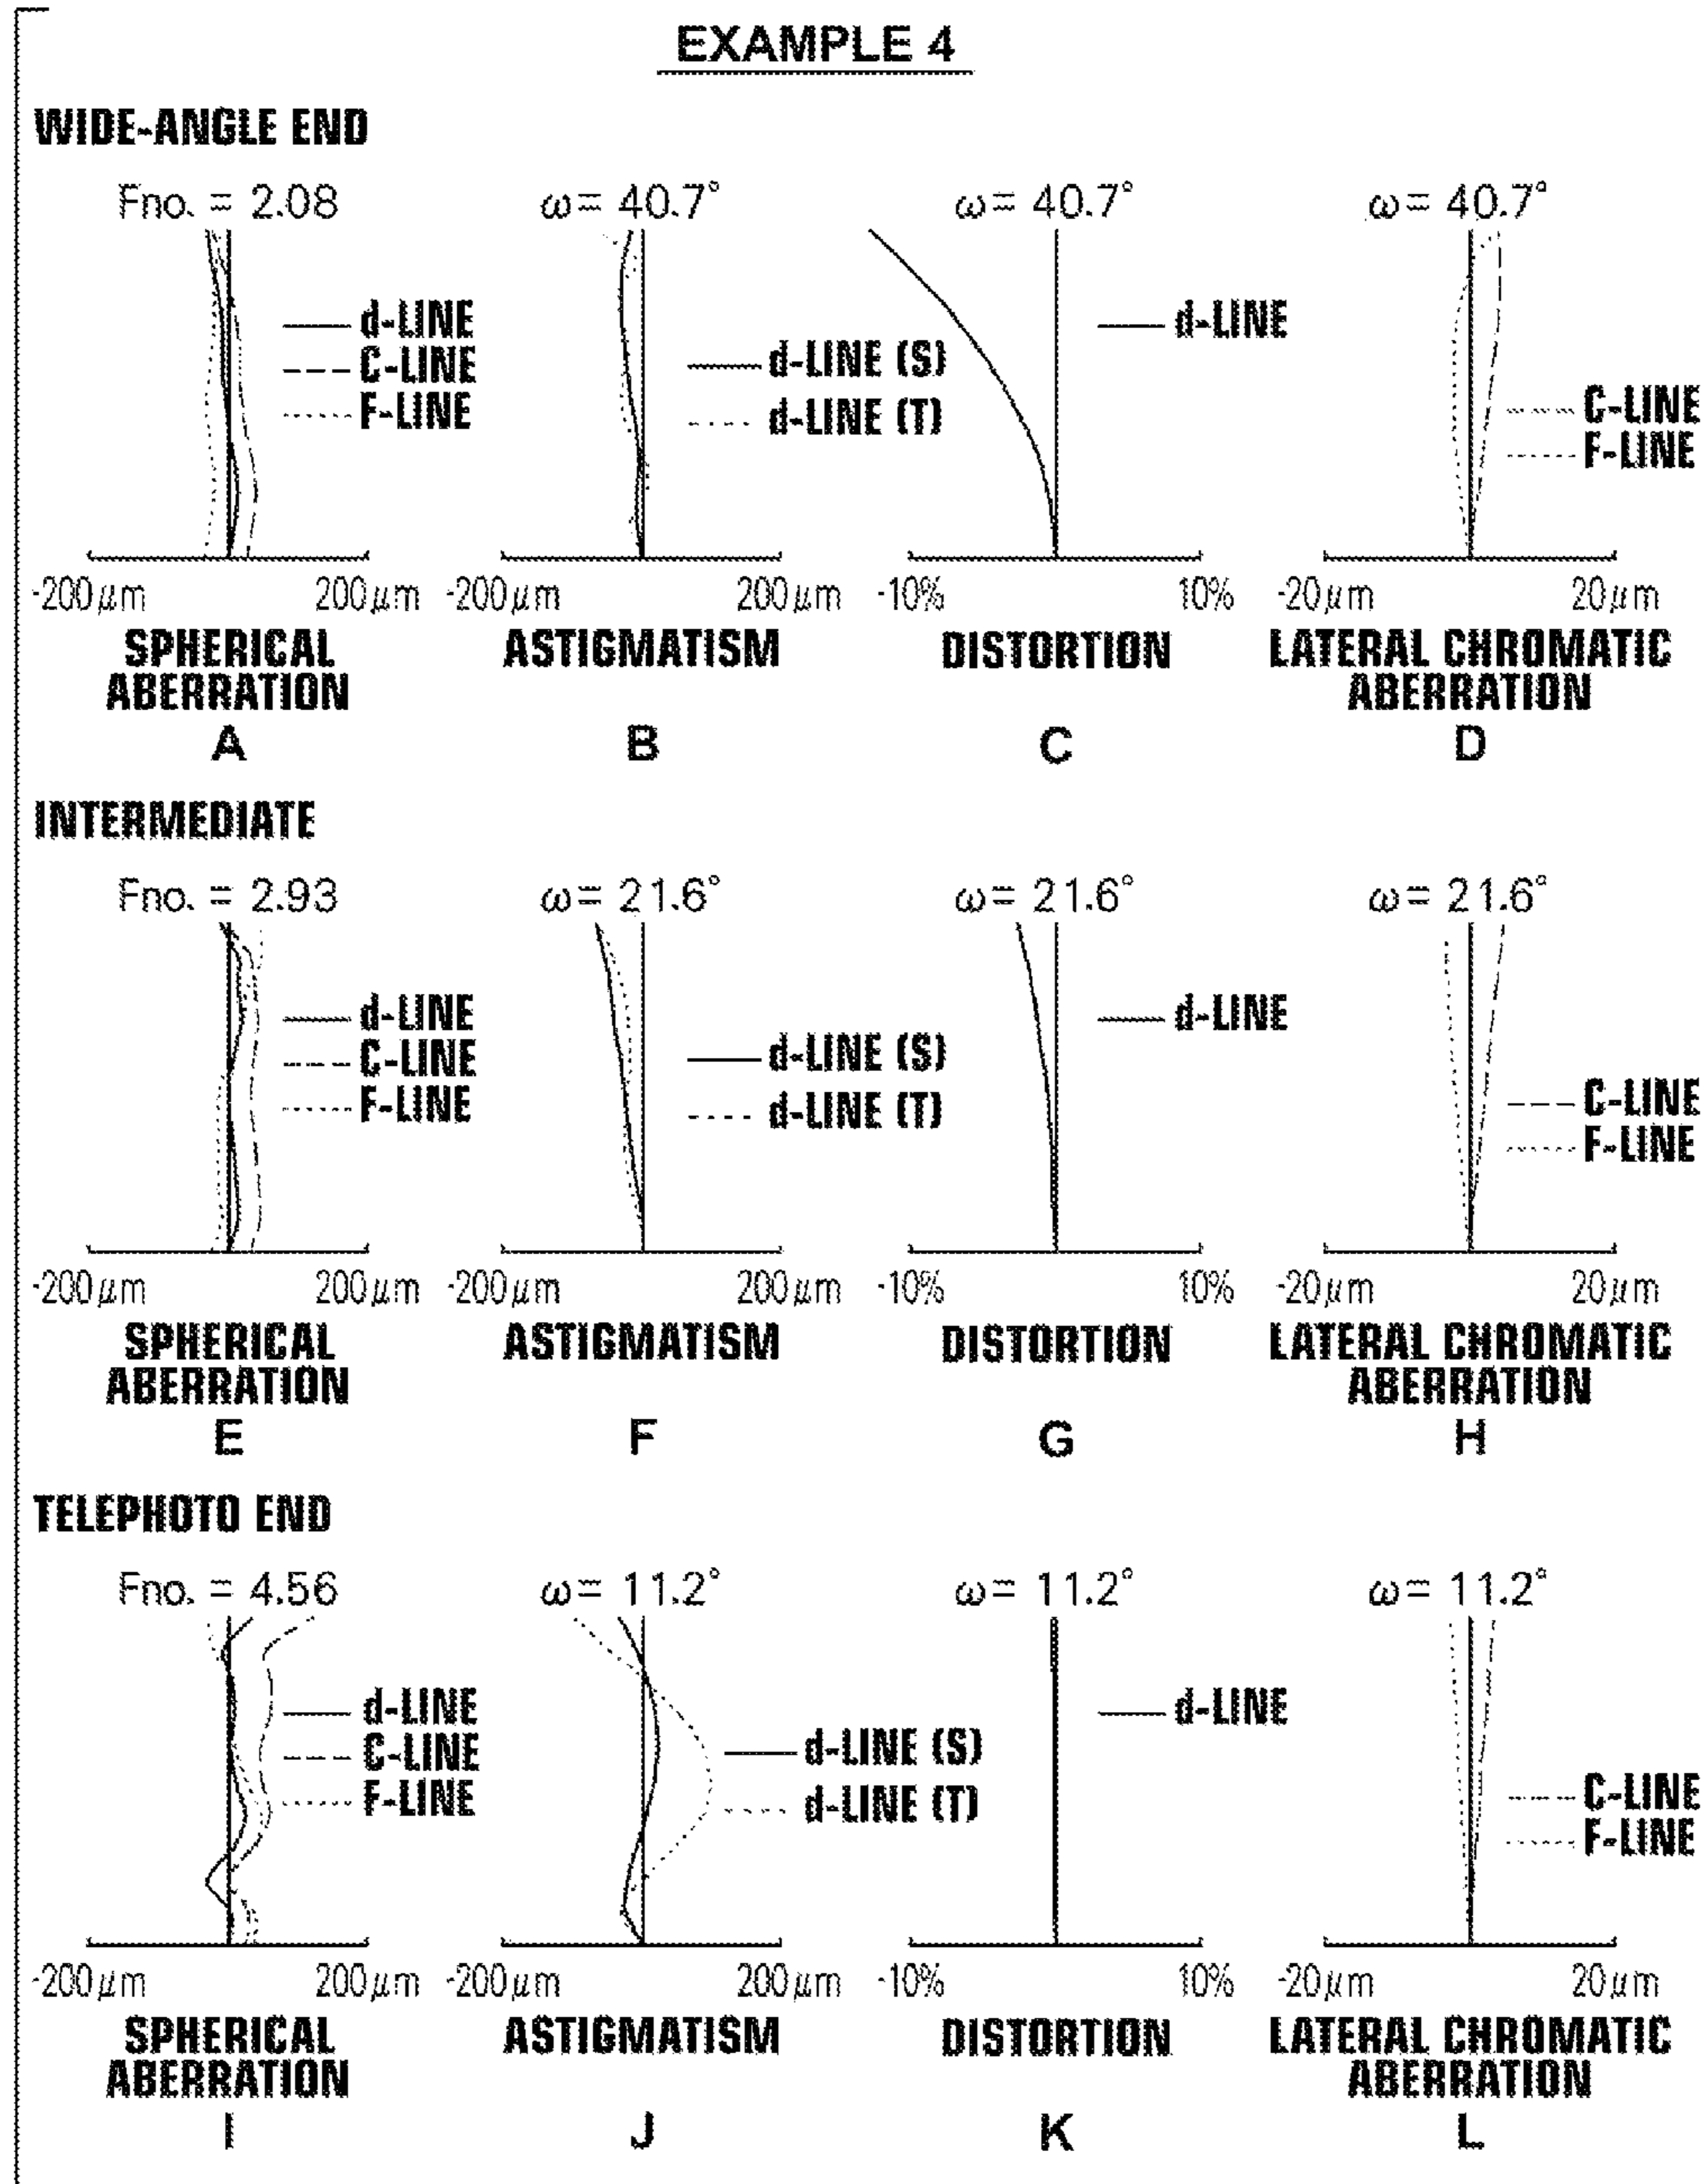 EXAMPLE 4
WIDE-ANGLE END
Fno. = 2.08
ω= 40.7°
ω= 40.7°
ω= 40.7°
d-LINE
C-LINE
F-LINE
d-LINE (S)
d-LINE (T)
d-LINE
C-LINE
F-LINE
-200μm 200μm
-200μm 200μm
-10% 10%
-20μm 20μm
SPHERICAL
ABERRATION
ASTIGMATISM
DISTORTION
LATERAL CHROMATIC
ABERRATION
A
B
C
D
INTERMEDIATE
Fno. = 2.93
ω= 21.6°
ω= 21.6°
ω= 21.6°
d-LINE
C-LINE
F-LINE
d-LINE (S)
d-LINE (T)
d-LINE
C-LINE
F-LINE
-200μm 200μm
-200μm 200μm
-10% 10%
-20μm 20μm
SPHERICAL
ABERRATION
ASTIGMATISM
DISTORTION
LATERAL CHROMATIC
ABERRATION
E
F
G
H
TELEPHOTO END
Fno. = 4.56
ω= 11.2°
ω= 11.2°
ω= 11.2°
d-LINE
C-LINE
F-LINE
d-LINE (S)
d-LINE (T)
d-LINE
C-LINE
F-LINE
-200μm 200μm
-200μm 200μm
-10% 10%
-20μm 20μm
SPHERICAL
ABERRATION
ASTIGMATISM
DISTORTION
LATERAL CHROMATIC
ABERRATION
I
J
K
L